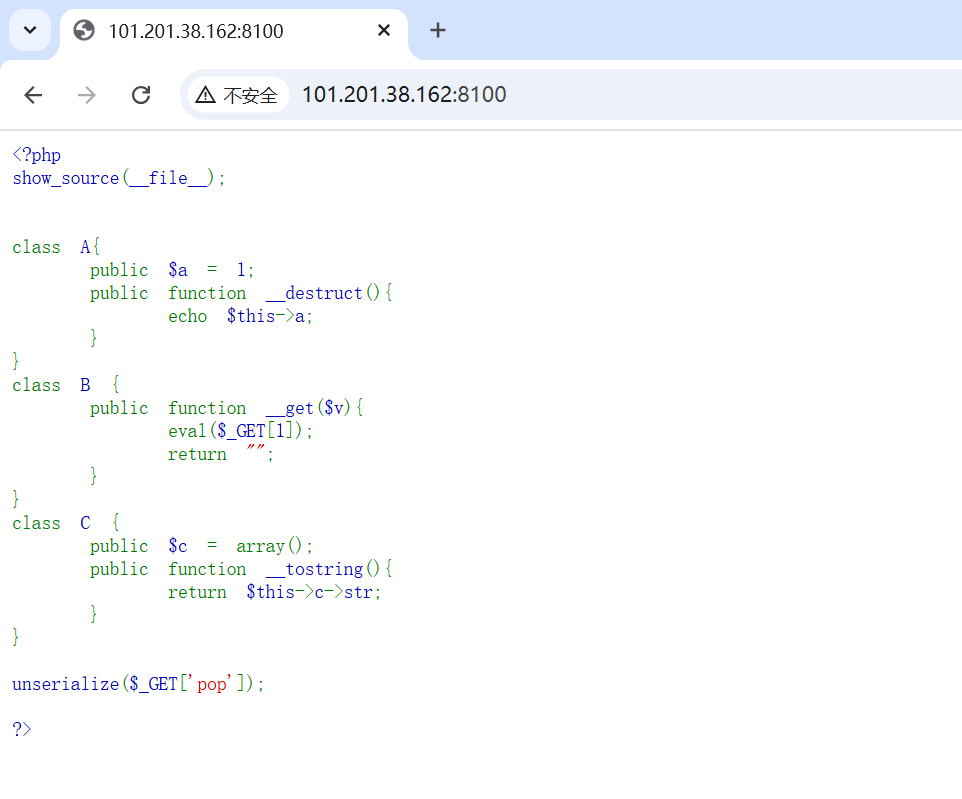 101.201.38.162:8100
不安全 101.201.38.162:8100
<?php
show_source(__file__);
class A{
public $a = 1;
public function __destruct(){
echo $this->a;
}
}
class B {
public function __get($v){
eval($_GET[1]);
return "";
}
}
class C {
public $c = array();
public function __tostring(){
return $this->c->str;
}
}
unserialize($_GET['pop']);
?>